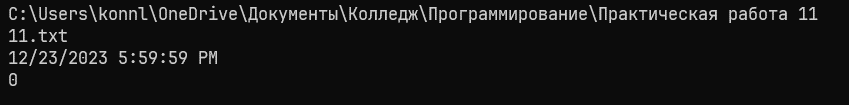 C:\Users\konnl\OneDrive\Документы\Колледж\Программирование\Практическая работа 11
11.txt
12/23/2023 5:59:59 PM
0